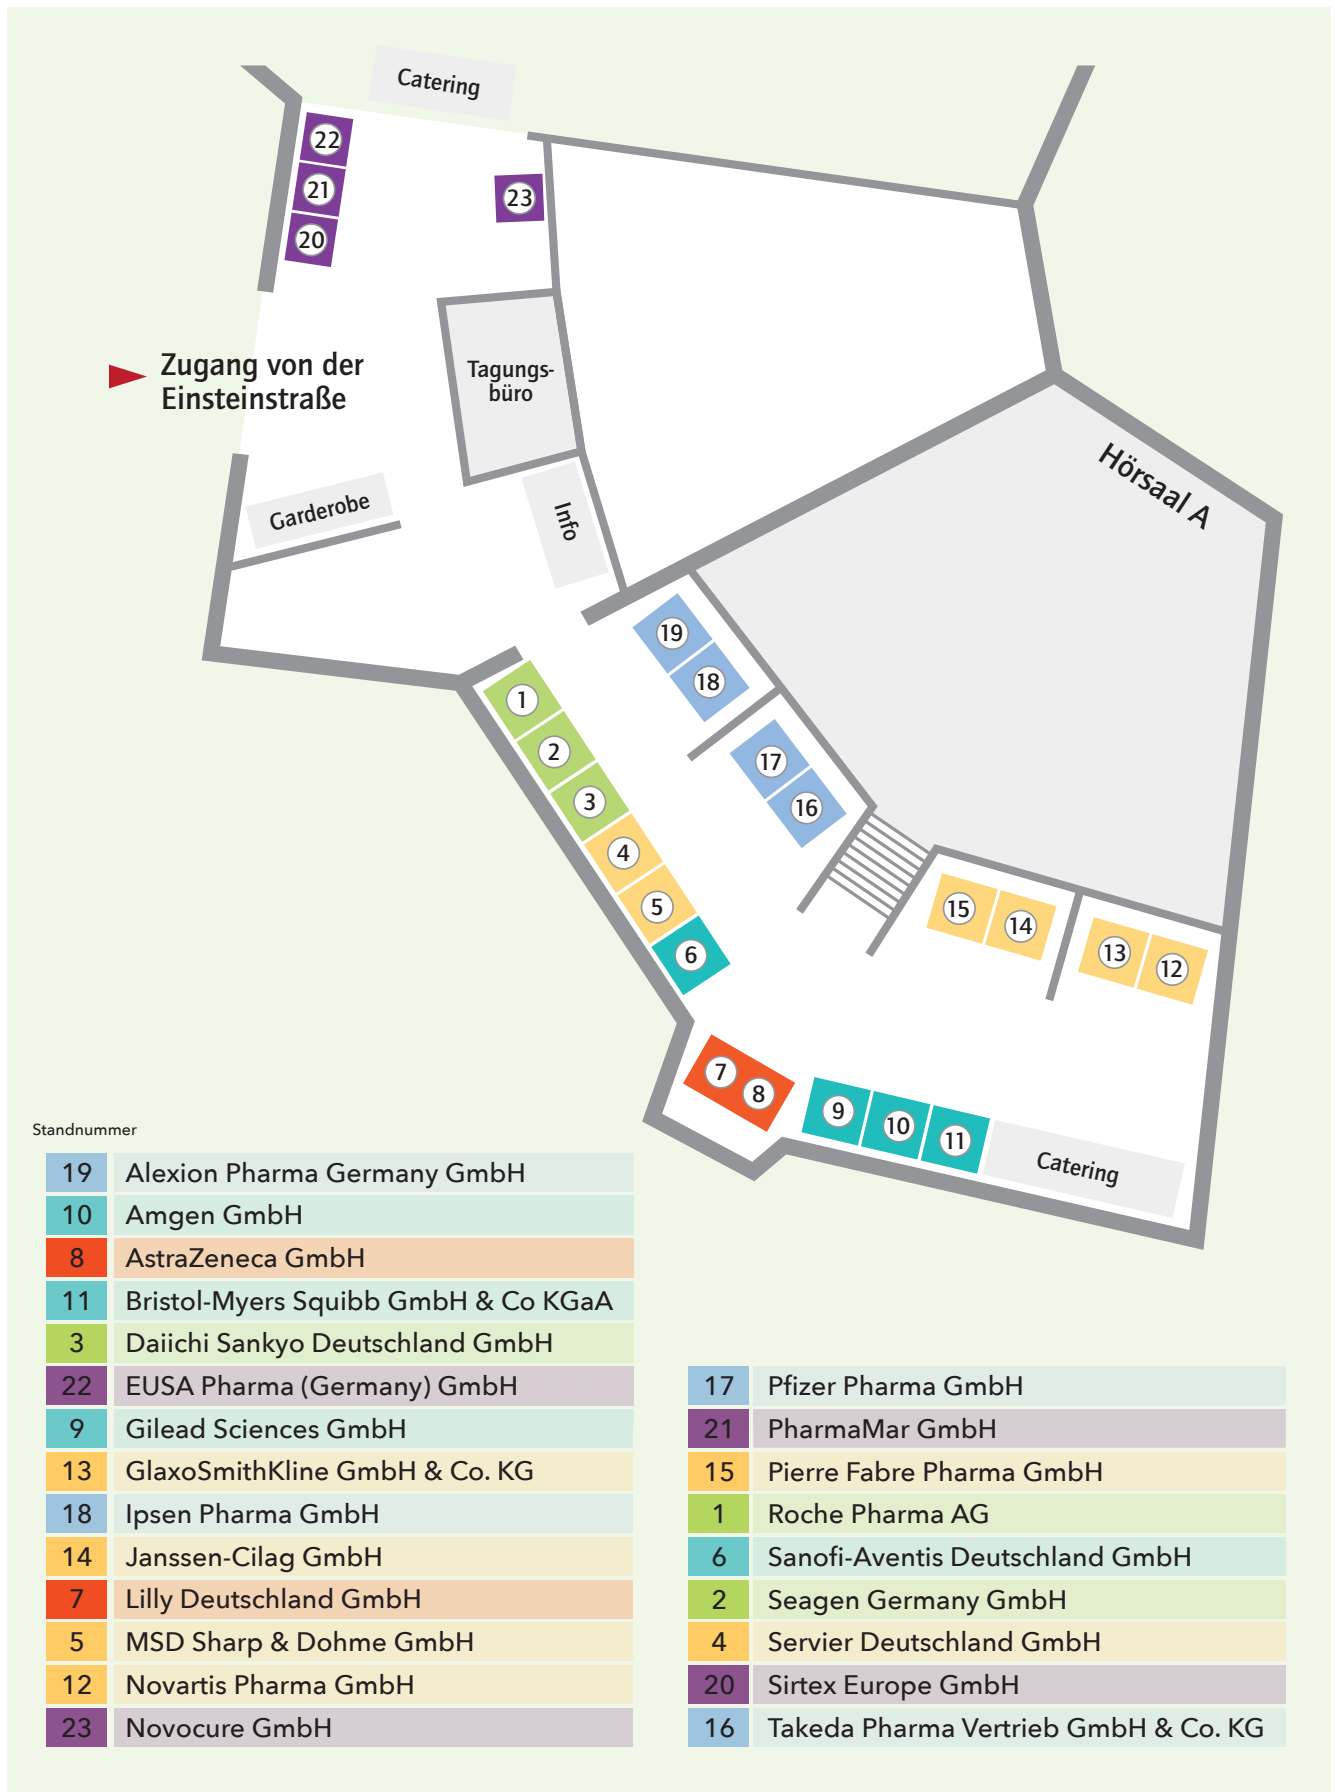 Catering
22
21
23
20
Zugang von der
Einsteinstraße
Tagungs-
büro
Hörsaal A
Garderobe
Info
19
18
1
2
17
3
16
4
5
15
14
6
13
12
7
8
9
10
11
Catering
Standnummer
19 Alexion Pharma Germany GmbH
10 Amgen GmbH
8 AstraZeneca GmbH
11 Bristol-Myers Squibb GmbH & Co KGaA
3 Daiichi Sankyo Deutschland GmbH
22 EUSA Pharma (Germany) GmbH
9 Gilead Sciences GmbH
13 GlaxoSmithKline GmbH & Co. KG
18 Ipsen Pharma GmbH
14 Janssen-Cilag GmbH
7 Lilly Deutschland GmbH
5 MSD Sharp & Dohme GmbH
12 Novartis Pharma GmbH
23 Novocure GmbH
17 Pfizer Pharma GmbH
21 PharmaMar GmbH
15 Pierre Fabre Pharma GmbH
1 Roche Pharma AG
6 Sanofi-Aventis Deutschland GmbH
2 Seagen Germany GmbH
4 Servier Deutschland GmbH
20 Sirtex Europe GmbH
16 Takeda Pharma Vertrieb GmbH & Co. KG